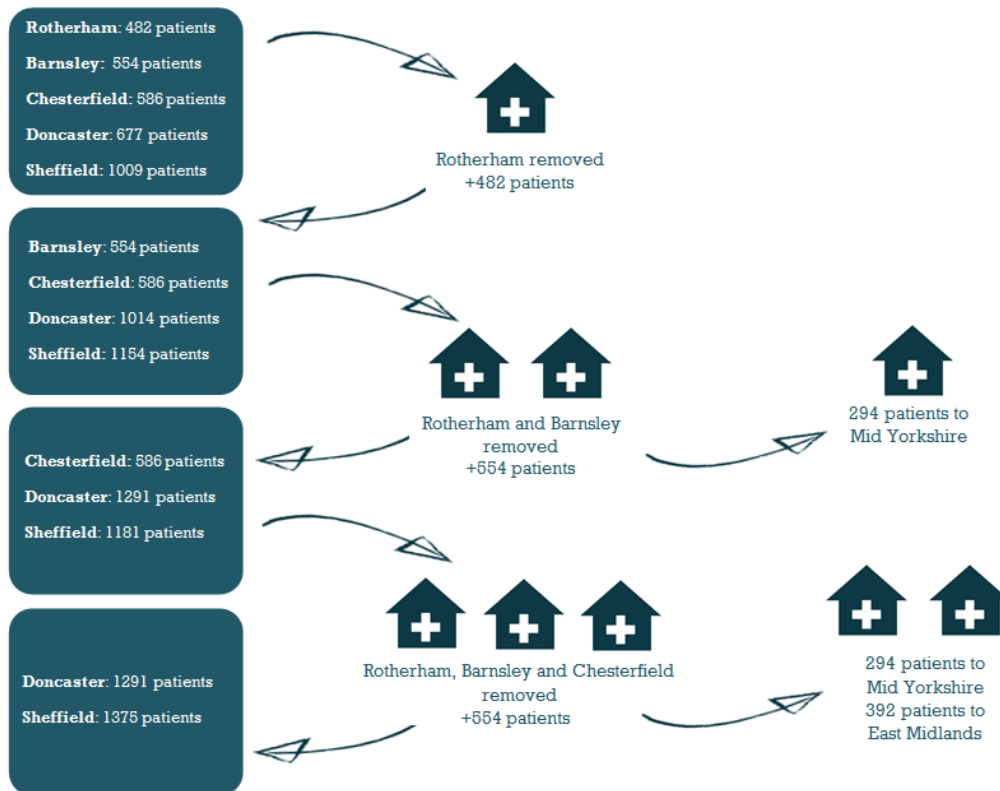 Rotherham: 482 patients
Barnsley: 554 patients
Chesterfield: 586 patients
Doncaster: 677 patients
Sheffield: 1009 patients
Rotherham removed
+482 patients
Barnsley: 554 patients
Chesterfield: 586 patients
Doncaster: 1014 patients
Sheffield: 1154 patients
Rotherham and Barnsley
removed
+554 patients
294 patients to
Mid Yorkshire
Chesterfield: 586 patients
Doncaster: 1291 patients
Sheffield: 1181 patients
Rotherham, Barnsley and Chesterfield
removed
+554 patients
294 patients to
Mid Yorkshire
392 patients to
East Midlands
Doncaster: 1291 patients
Sheffield: 1375 patients